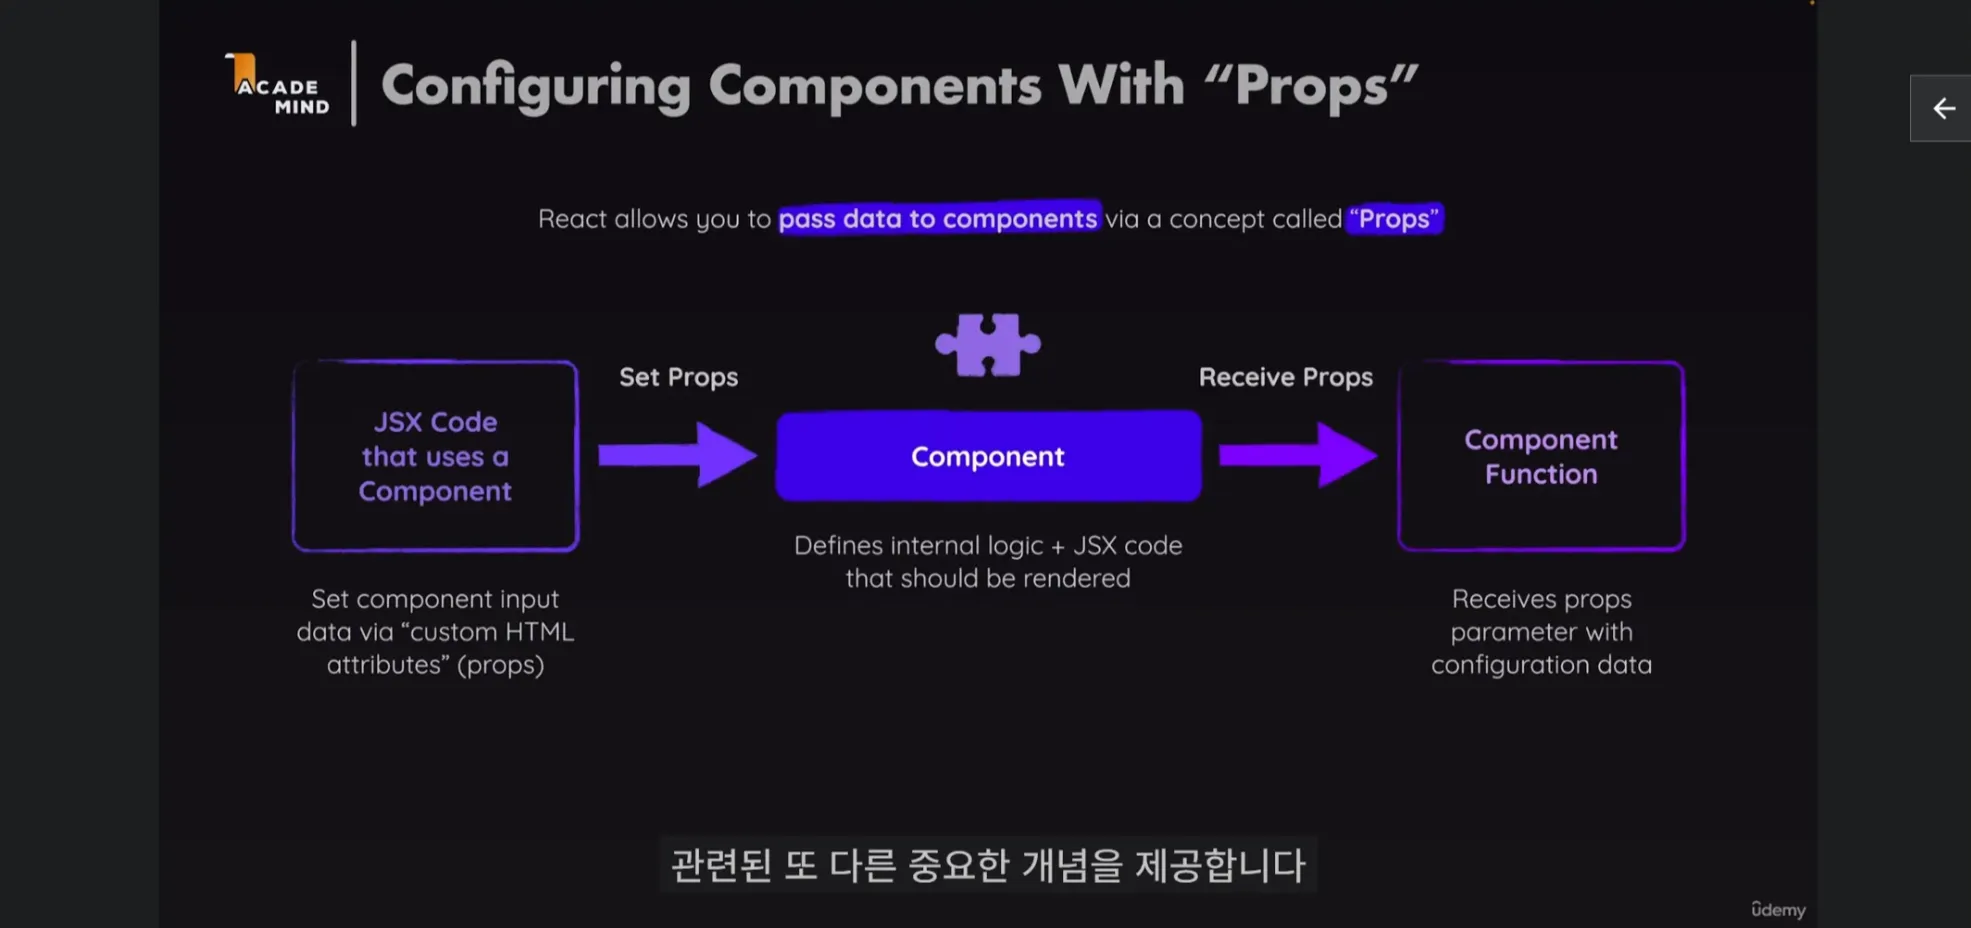 ACADE
MIND
Configuring Components With “Props”
React allows you to pass data to components via a concept called “Props”
JSX Code
that uses a
Component
Set Props
Component
Receive Props
Component
Function
Set component input
data via “custom HTML
attributes” (props)
Defines internal logic + JSX code
that should be rendered
Receives props
parameter with
configuration data
관련된 또 다른 중요한 개념을 제공합니다
ûdemy